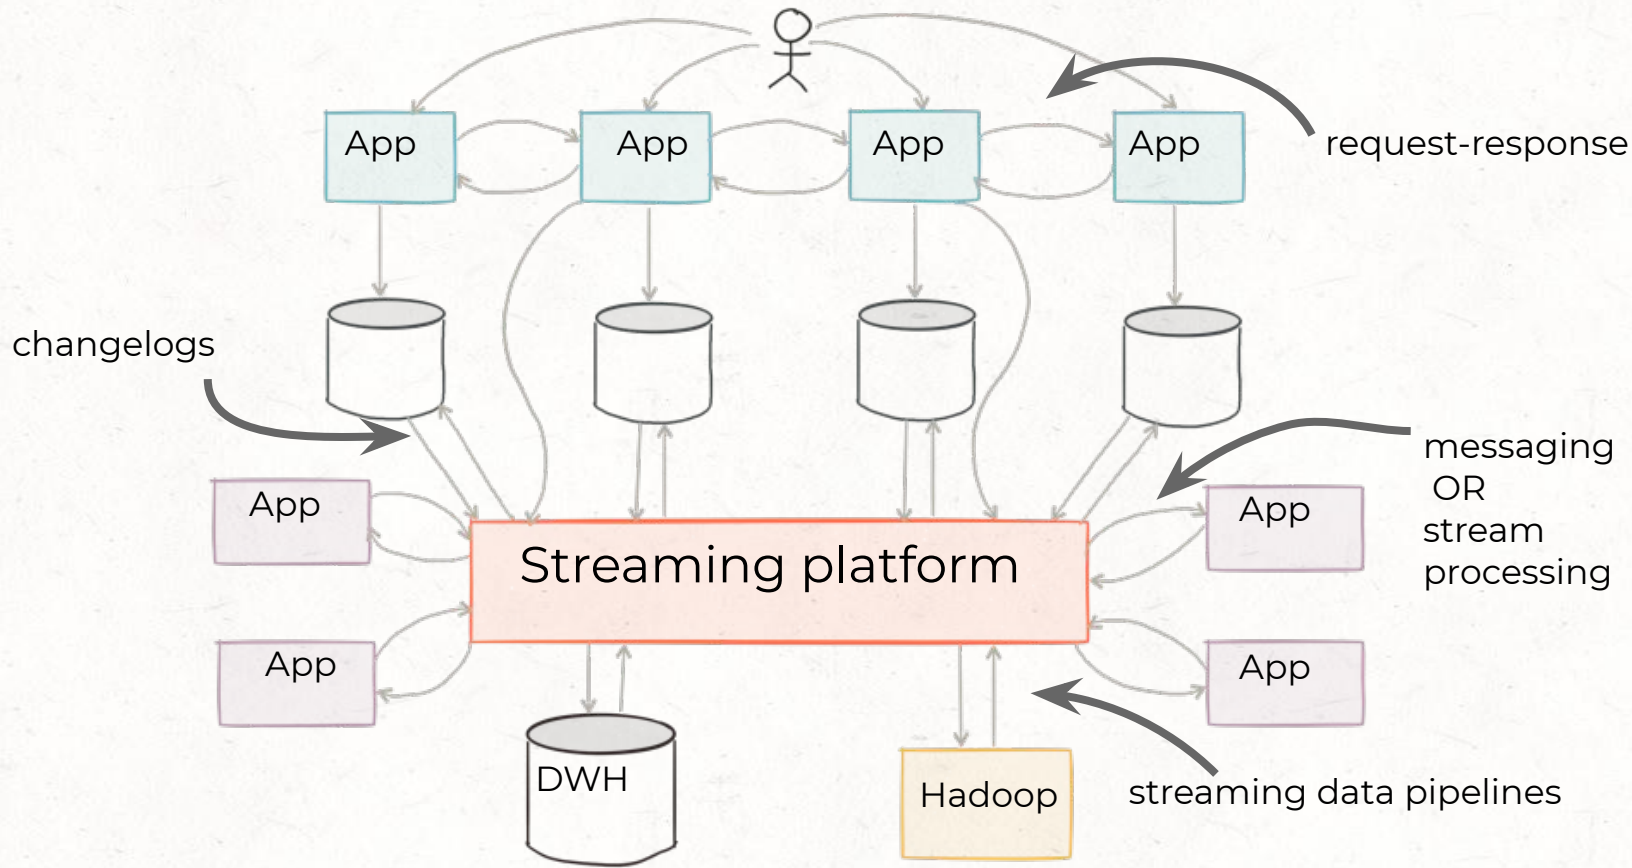 App
App
App
App
request-response
changelogs
messaging
OR
stream
processing
App
App
Streaming platform
App
App
DWH
Hadoop
streaming data pipelines